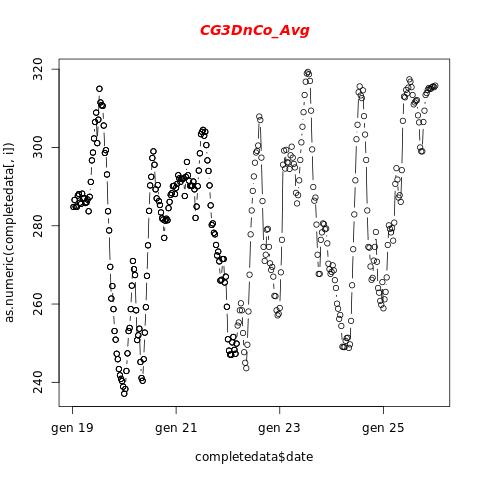 CG3DnCo_Avg
as.numeric(completedata[, i])
320
300
280
260
240
gen 19
gen 21
gen 23
gen 25
completedata$date